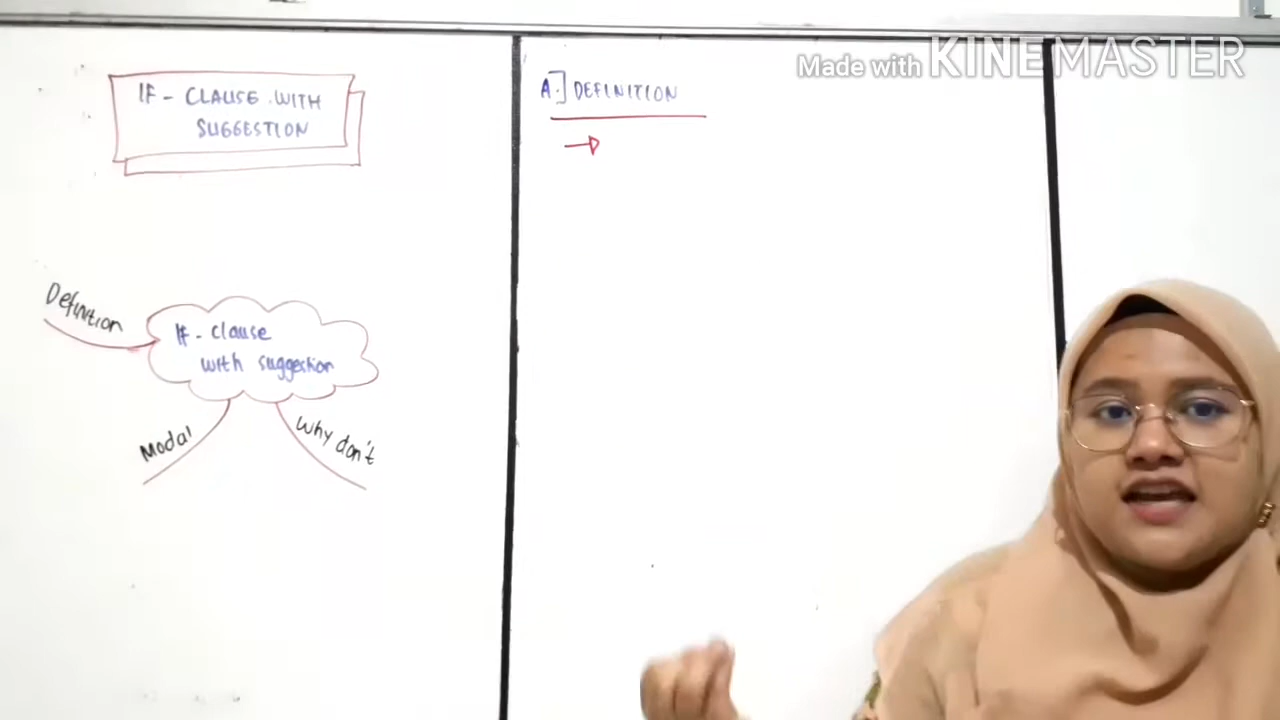 IF - CLAUSE WITH
SUGGESTION
Definition
If - clause
with suggestion
Modal
Why don't
A.] DEFINITION
Made with KINEMASTER